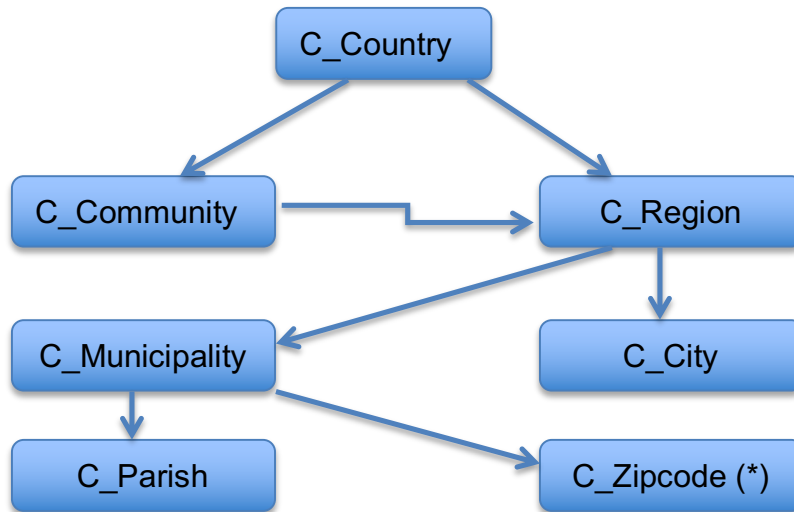 C_Country
C_Community
C_Region
C_Municipality
C_City
C_Parish
C_Zipcode (*)